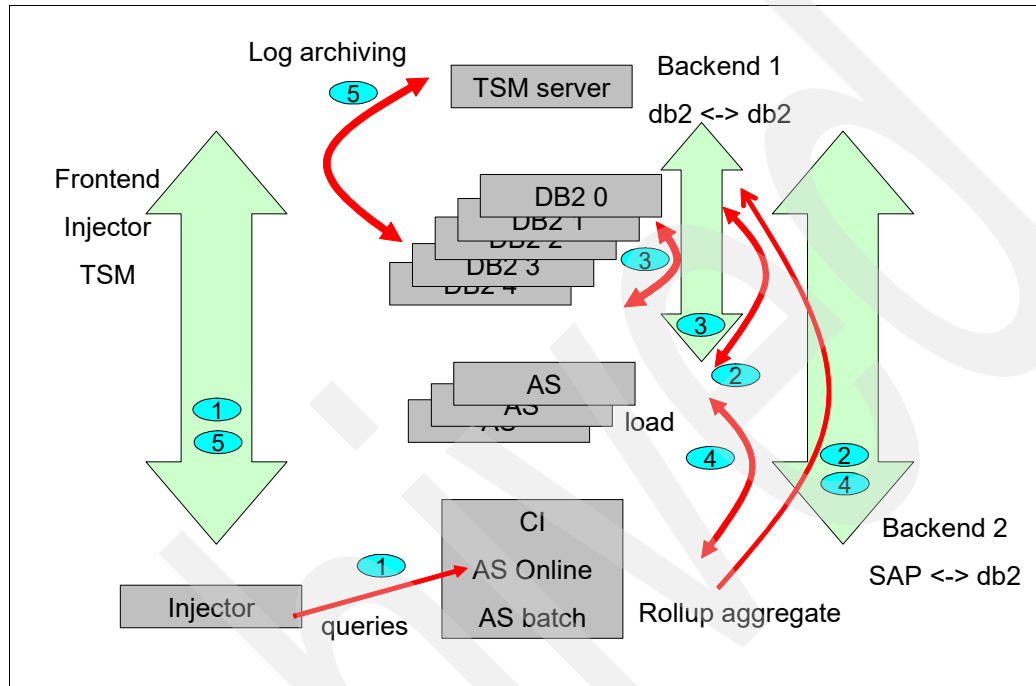 Log archiving
5
TSM server
Backend 1
db2 <-> db2
Frontend
Injector
TSM
DB2 0
DB2 1
DB2 2
DB2 3
DB2 4
3
3
2
AS
AS
AS
load
1
5
4
2
4
CI
AS Online
AS batch
Backend 2
SAP <-> db2
1
Injector
queries
Rollup aggregate